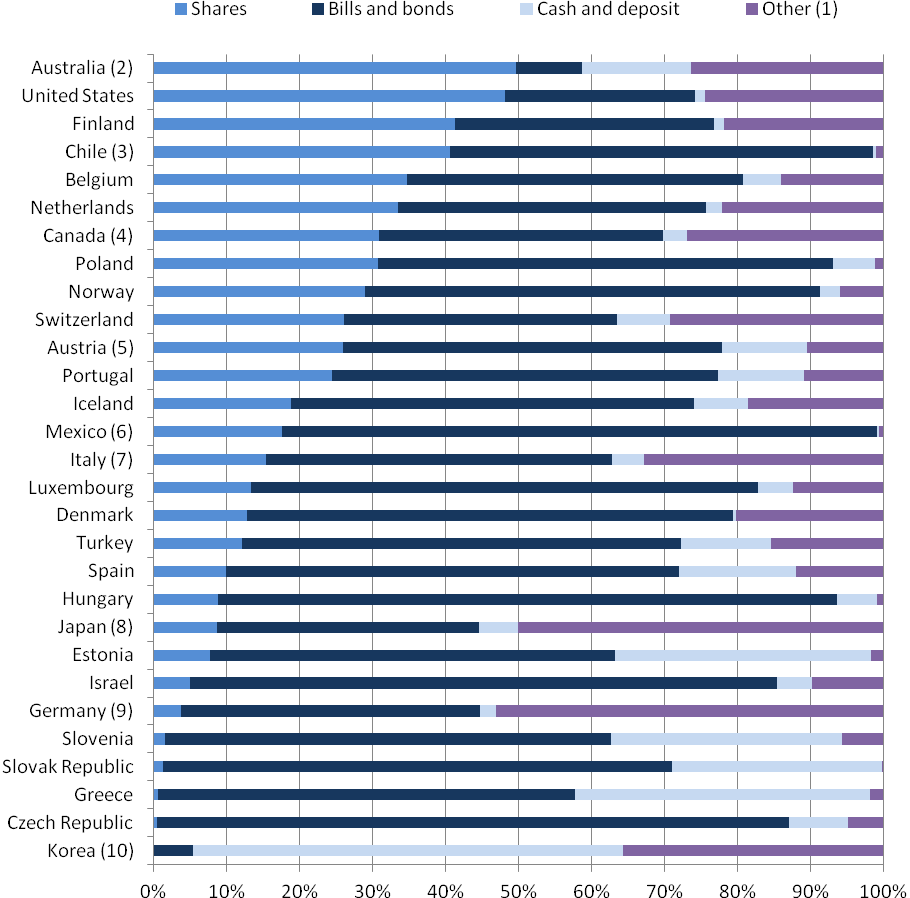 Shares Bills and bonds Cash and deposit Other (1)
Australia (2)
United States
Finland
Chile (3)
Belgium
Netherlands
Canada (4)
Poland
Norway
Switzerland
Austria (5)
Portugal
Iceland
Mexico (6)
Italy (7)
Luxembourg
Denmark
Turkey
Spain
Hungary
Japan (8)
Estonia
Israel
Germany (9)
Slovenia
Slovak Republic
Greece
Czech Republic
Korea (10)
0% 10% 20% 30% 40% 50% 60% 70% 80% 90% 100%